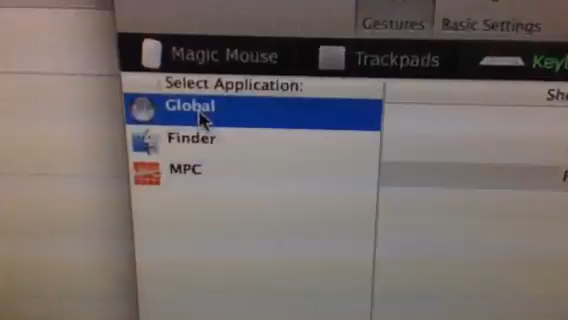 Gestures Basic Settings
Magic Mouse Trackpads
Select Application:
Global
Finder
MPC